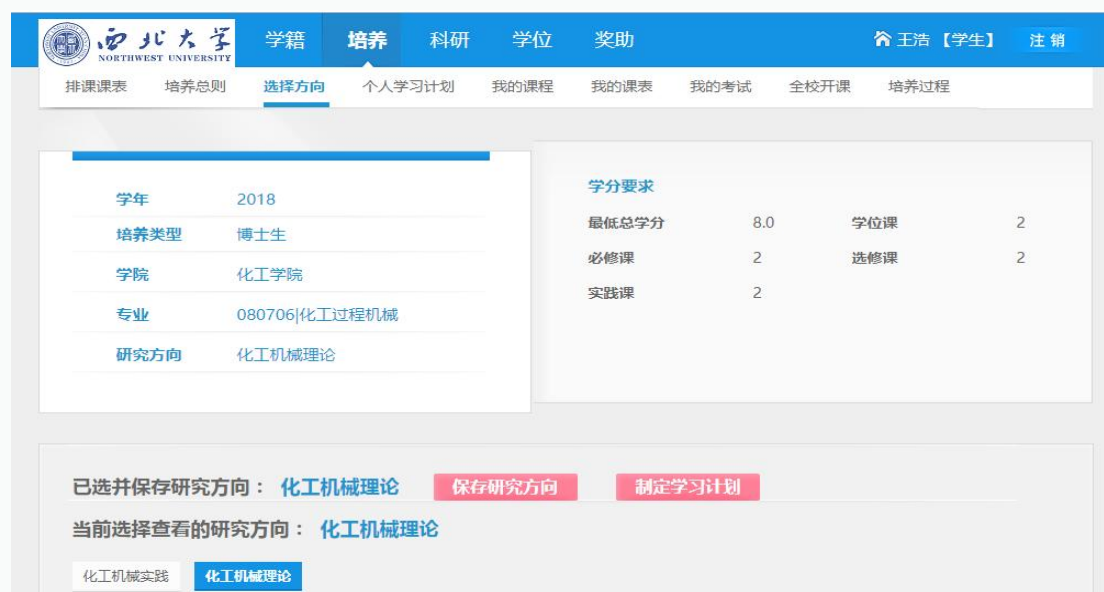 西北大学 学籍 培养 科研 学位 奖助 王浩 【学生】 注 销
NORTHWEST UNIVERSITY
排课课表 培养总则 选择方向 个人学习计划 我的课程 我的课表 我的考试 全校开课 培养过程
学年 2018
培养类型 博士生
学院 化工学院
专业 080706|化工过程机械
研究方向 化工机械理论
学分要求
最低总学分 8.0 学位课 2
必修课 2 选修课 2
实践课 2
已选并保存研究方向： 化工机械理论 保存研究方向 制定学习计划
当前选择查看的研究方向： 化工机械理论
化工机械实践 化工机械理论